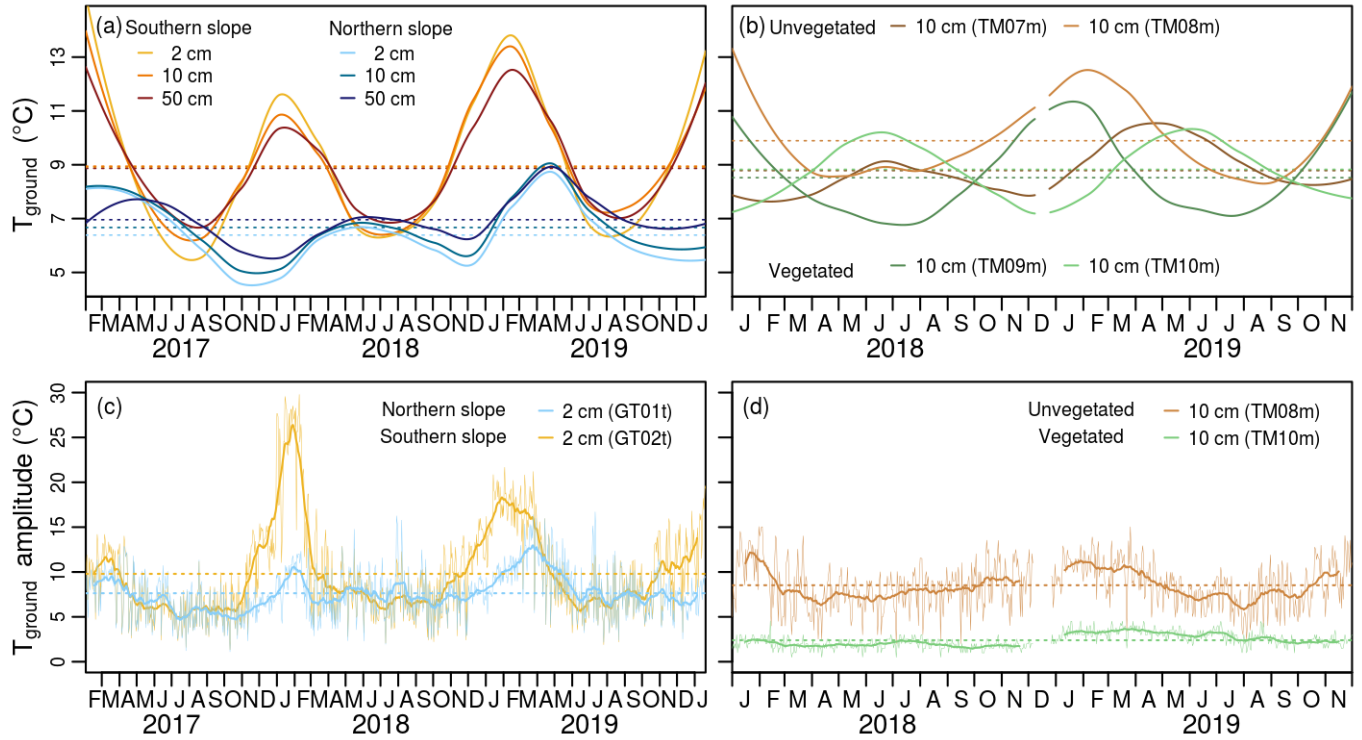 (a) Southern slope Northern slope
2 cm 2 cm
10 cm 10 cm
50 cm 50 cm
13
11
9
7
5
Tground (°C)
F M A M J J A S O N D J F M A M J J A S O N D J F M A M J J A S O N D J
2017 2018 2019
(b) Unvegetated 10 cm (TM07m) 10 cm (TM08m)
Vegetated 10 cm (TM09m) 10 cm (TM10m)
J F M A M J J A S O N D J F M A M J J A S O N
2018 2019
(c) Northern slope 2 cm (GT01t)
Southern slope 2 cm (GT02t)
30
25
20
15
10
5
0
Tground amplitude (°C)
F M A M J J A S O N D J F M A M J J A S O N D J F M A M J J A S O N D J
2017 2018 2019
(d) Unvegetated 10 cm (TM08m)
Vegetated 10 cm (TM10m)
J F M A M J J A S O N D J F M A M J J A S O N
2018 2019